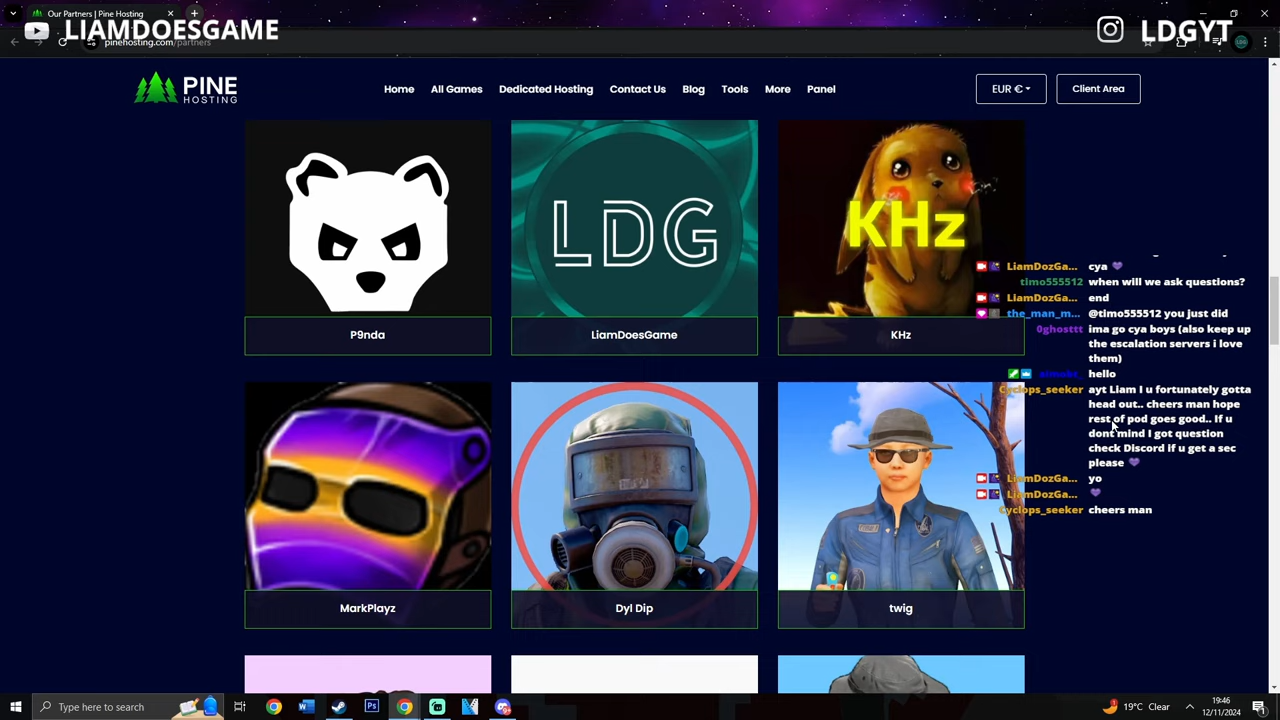 Our Partners | Pine Hosting
LIAMDOESGAME
LDGYT
pinehosting.com/partners
PINE
HOSTING
Home
All Games
Dedicated Hosting
Contact Us
Blog
Tools
More
Panel
EUR €
Client Area
LDG
KHz
P9nda
LiamDoesGame
KHz
LiamDozGa... cya 💜
timo555512 when will we ask questions?
LiamDozGa... end
the_man_m... @timo555512 you just did
0ghosttt ima go cya boys (also keep up
the escalation servers i love
them)
hello
Cyclops_seeker ayt Liam I u fortunately gotta
head out.. cheers man hope
rest of pod goes good.. If u
dont mind I got question
check Discord if u get a sec
please 💜
LiamDozGa... yo
LiamDozGa... 💜
Cyclops_seeker cheers man
MarkPlayz
Dyl Dip
twig
Type here to search
19°C Clear
19:46
12/11/2024